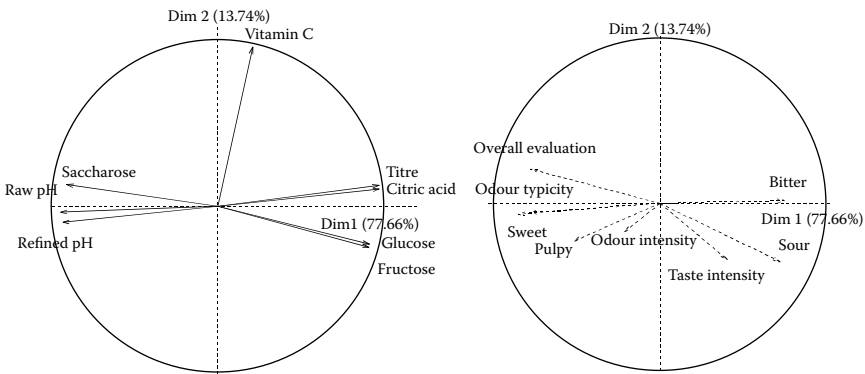 Dim 2 (13.74%)
Vitamin C
Saccharose
Titre
Raw pH
Citric acid
Dim1 (77.66%)
Refined pH
Glucose
Fructose
Dim 2 (13.74%)
Overall evaluation
Odour typicity
Bitter
Dim 1 (77.66%)
Sweet
Odour intensity
Pulpy
Sour
Taste intensity